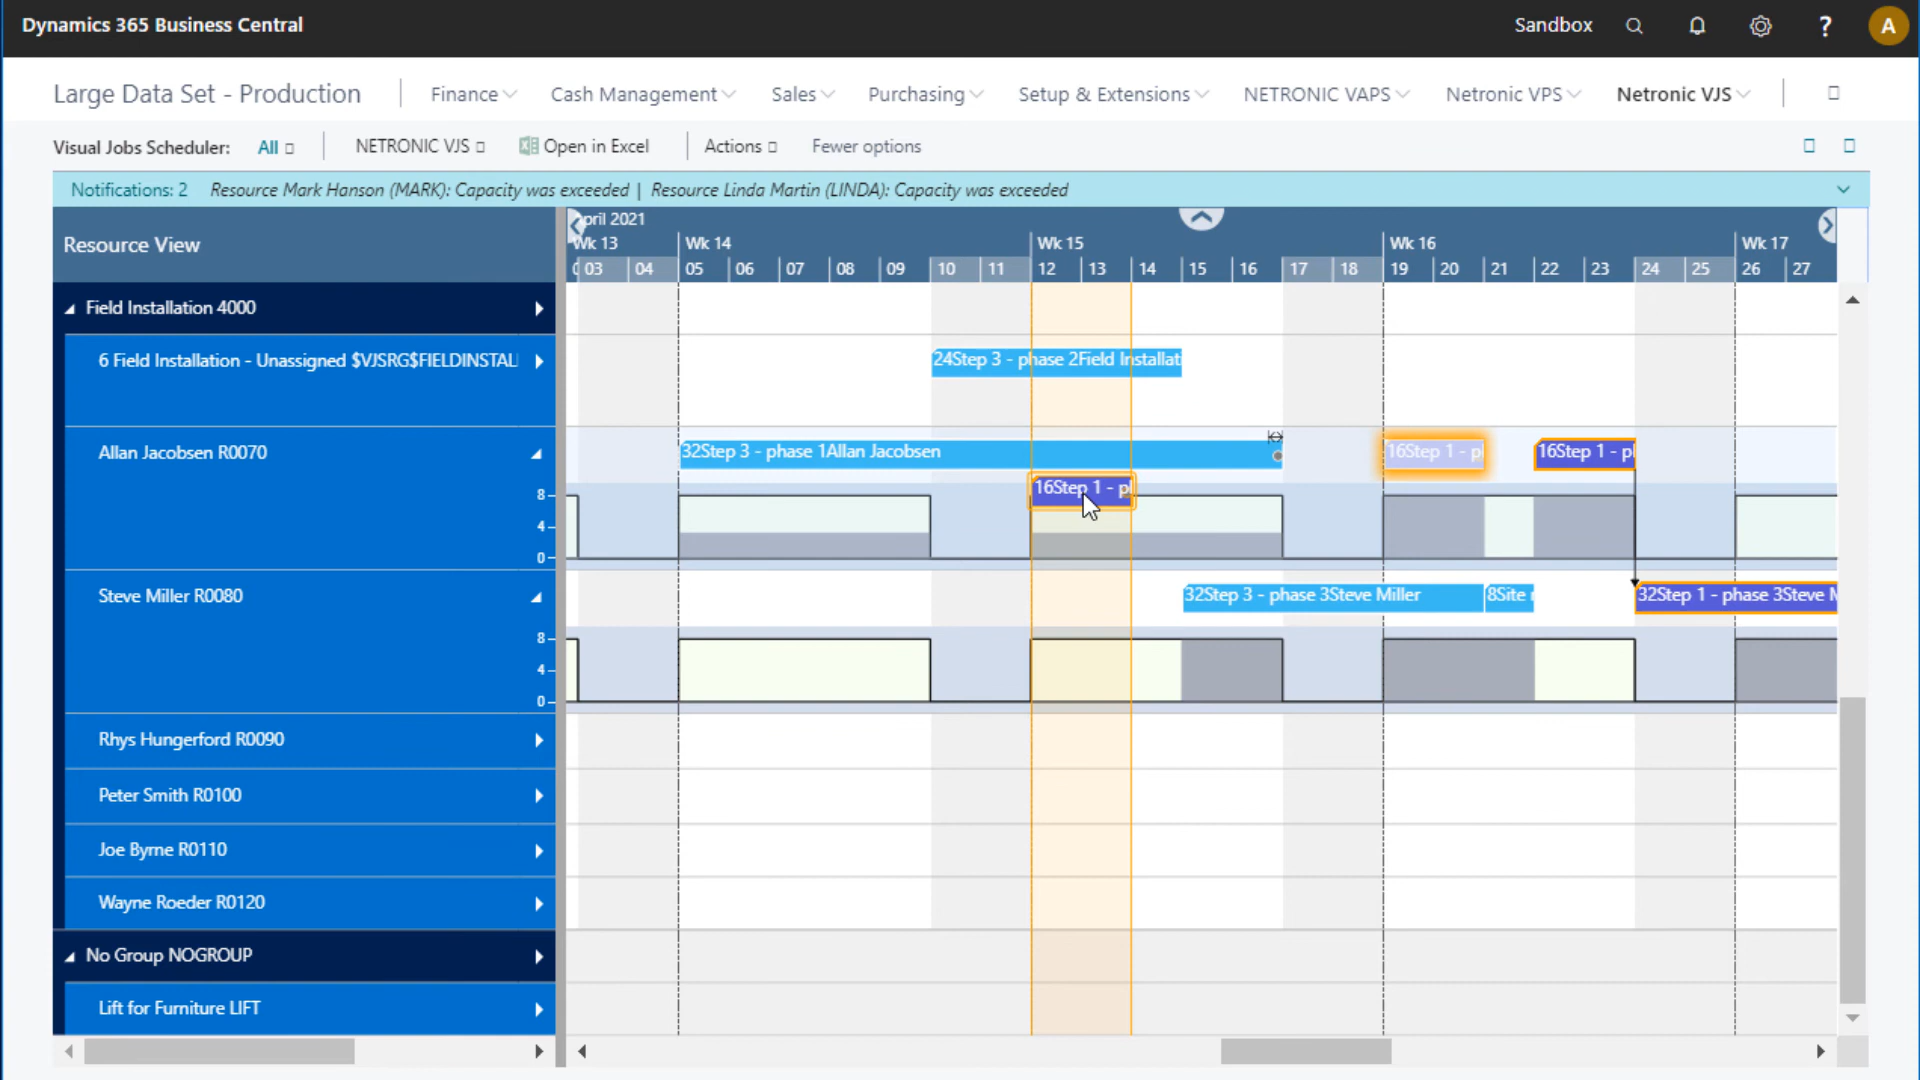 Dynamics 365 Business Central
Sandbox
?
A
Large Data Set - Production
Finance
Cash Management
Sales
Purchasing
Setup & Extensions
NETRONIC VAPS
Netronic VPS
Netronic VJS
Visual Jobs Scheduler:
All
NETRONIC VJS
Open in Excel
Actions
Fewer options
Notifications: 2
Resource Mark Hanson (MARK): Capacity was exceeded | Resource Linda Martin (LINDA): Capacity was exceeded
Resource View
pril 2021
Wk 13 Wk 14 Wk 15 Wk 16 Wk 17
03 04 05 06 07 08 09 10 11 12 13 14 15 16 17 18 19 20 21 22 23 24 25 26 27
Field Installation 4000
6 Field Installation - Unassigned $VJSRG$FIELDINSTAL
24Step 3 - phase 2Field Installat
Allan Jacobsen R0070
32Step 3 - phase 1Allan Jacobsen
16Step 1 - p
16Step 1 - p
16Step 1 - p
8
4
0
Steve Miller R0080
32Step 3 - phase 3Steve Miller
8Site
32Step 1 - phase 3Steve M
8
4
0
Rhys Hungerford R0090
Peter Smith R0100
Joe Byrne R0110
Wayne Roeder R0120
No Group NOGROUP
Lift for Furniture LIFT